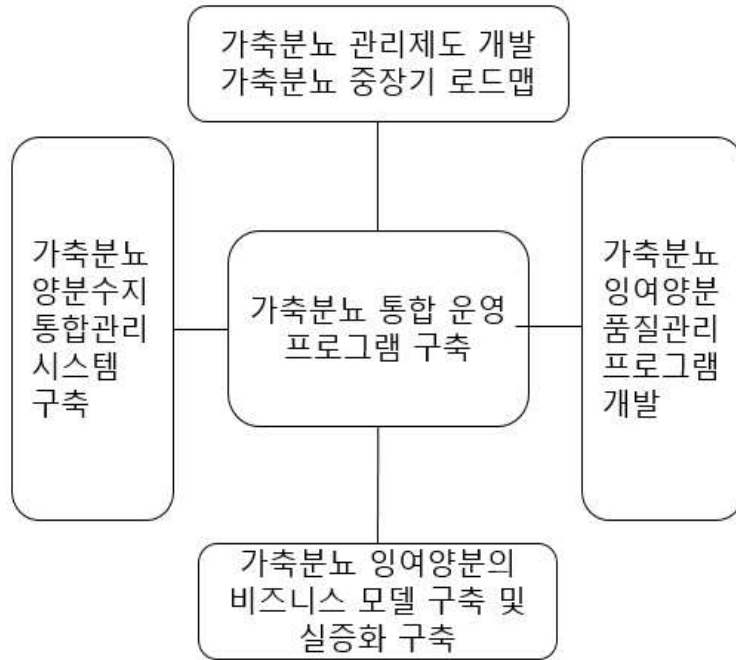 가축분뇨 관리제도 개발
가축분뇨 중장기 로드맵
가축분뇨
양분수지
통합관리
시스템
구축
가축분뇨 통합 운영
프로그램 구축
가축분뇨
잉여양분
품질관리
프로그램
개발
가축분뇨 잉여양분의
비즈니스 모델 구축 및
실증화 구축